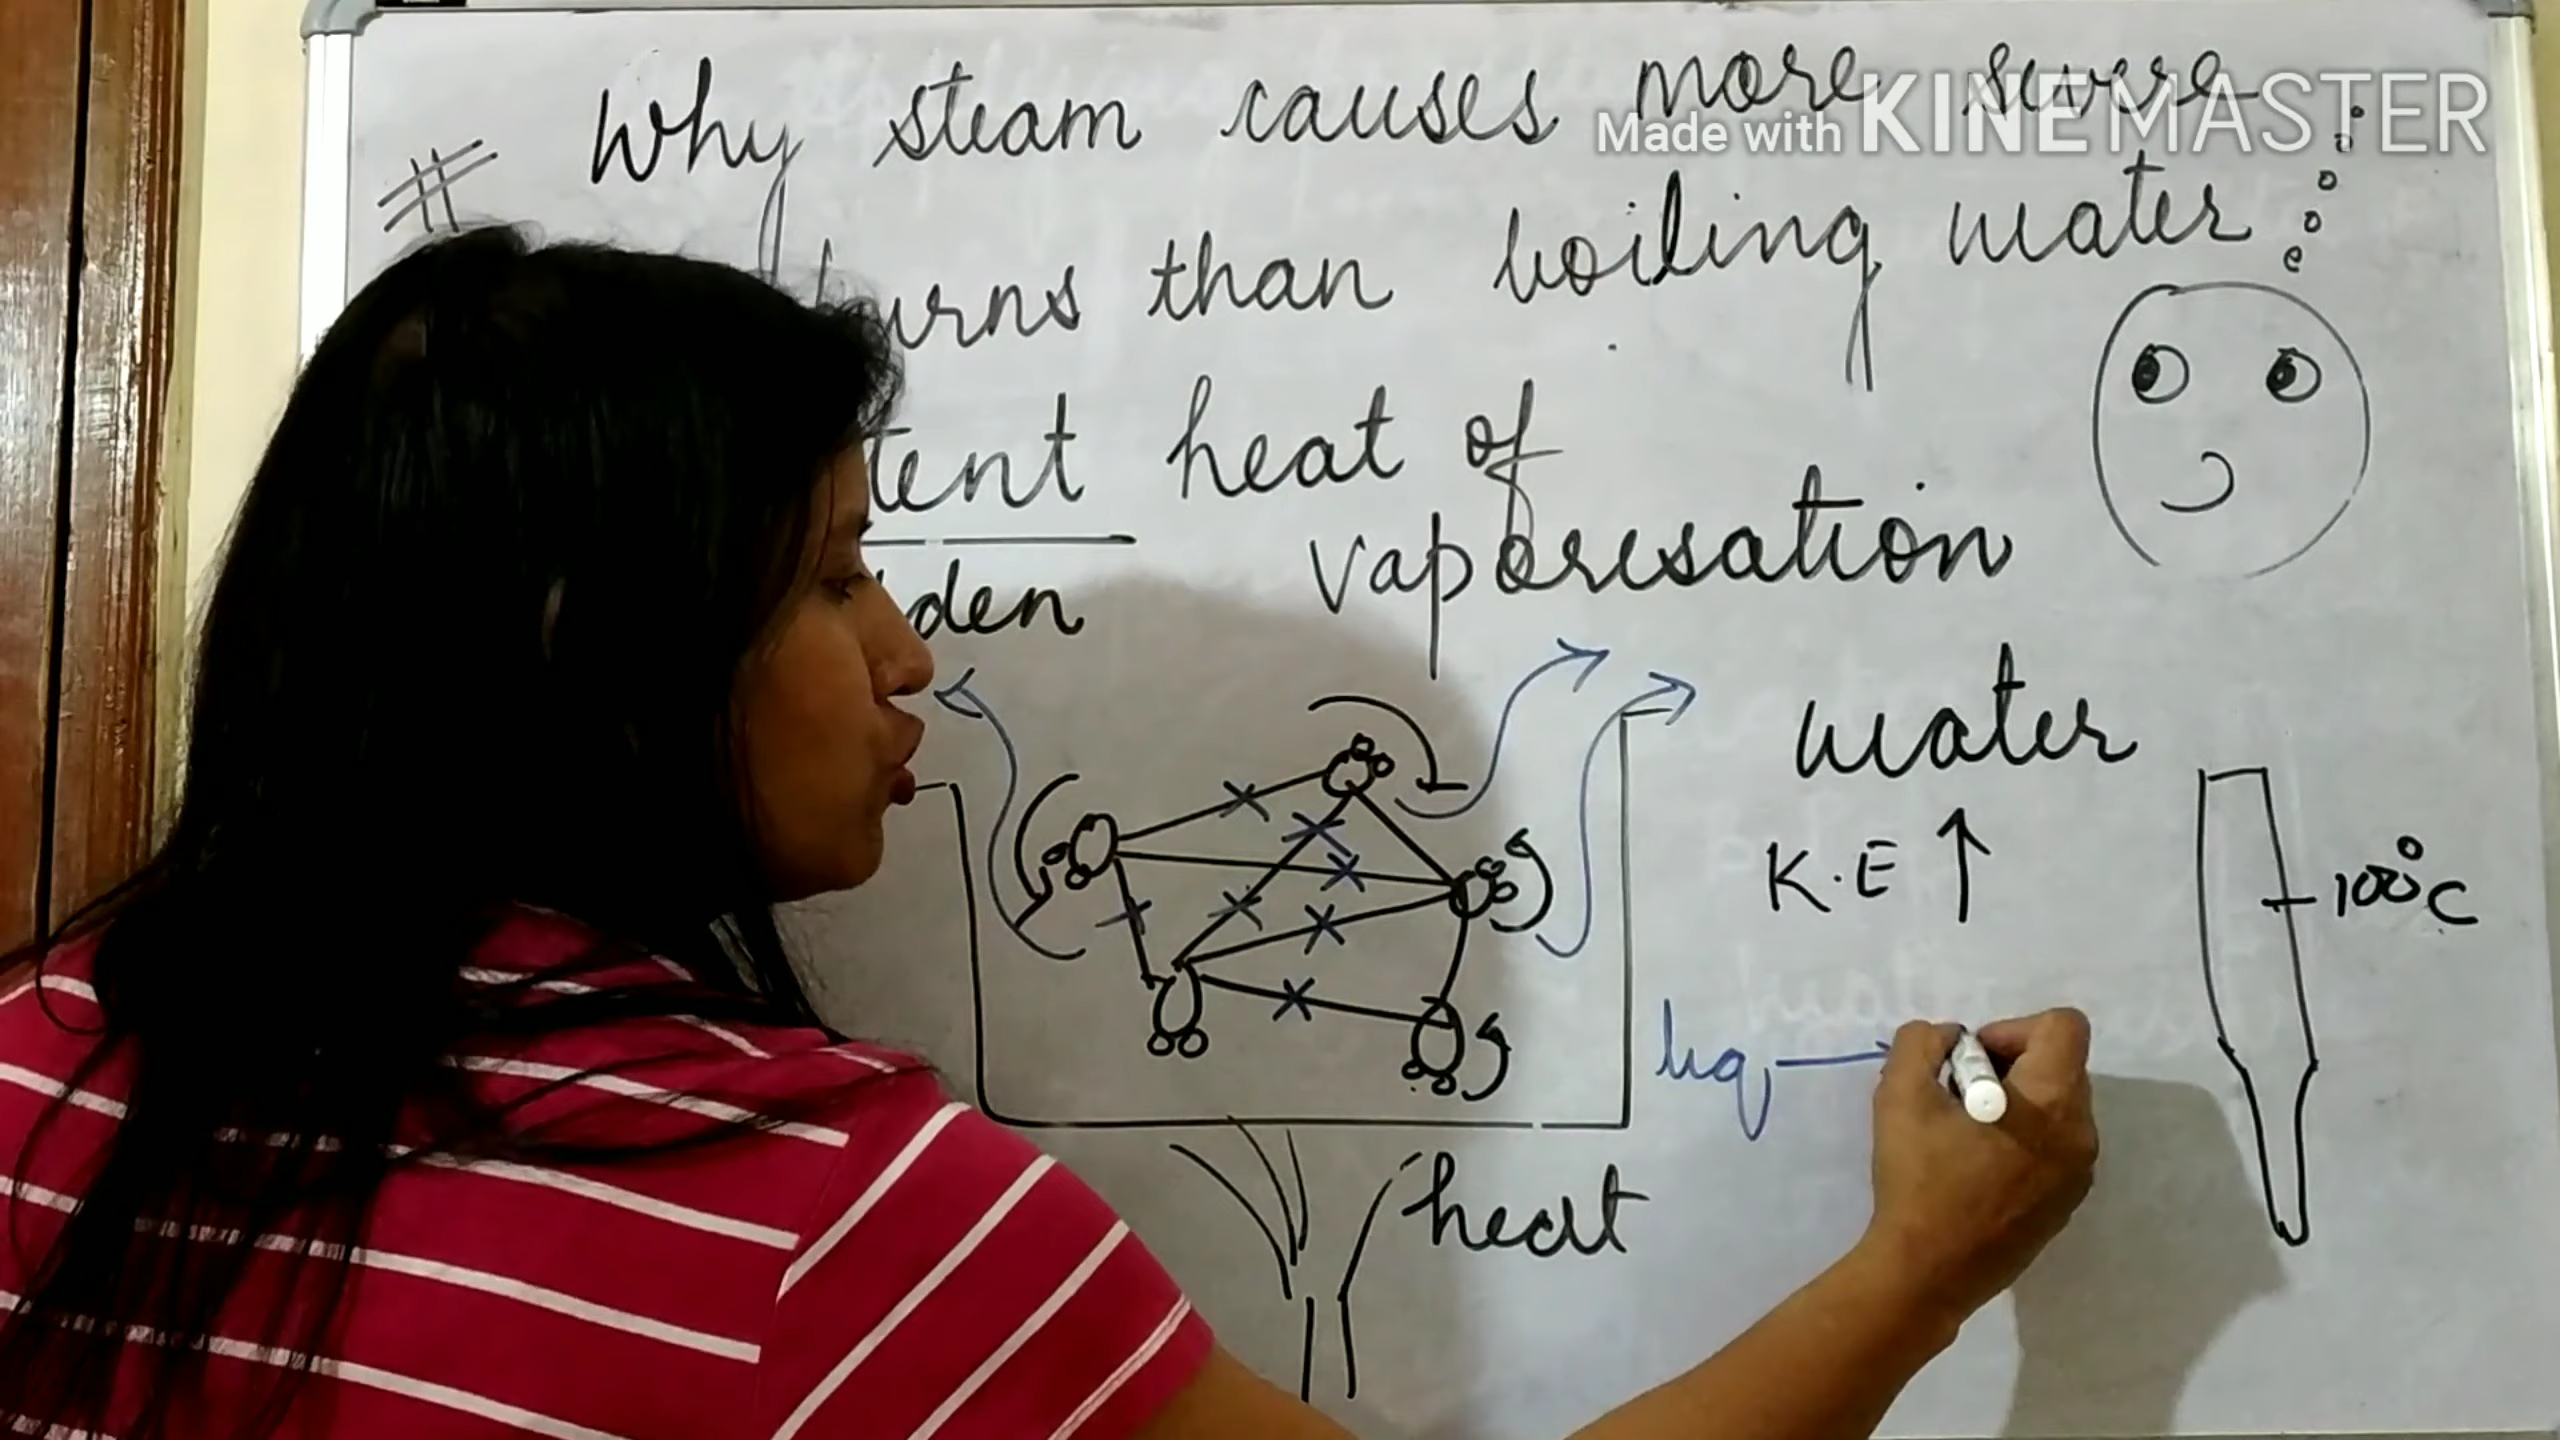 # Why steam causes more severe
burns than boiling water
tent heat of
vaporisation
den
water
K.E ↑
100°C
liq →
heat
Made with KINEMASTER